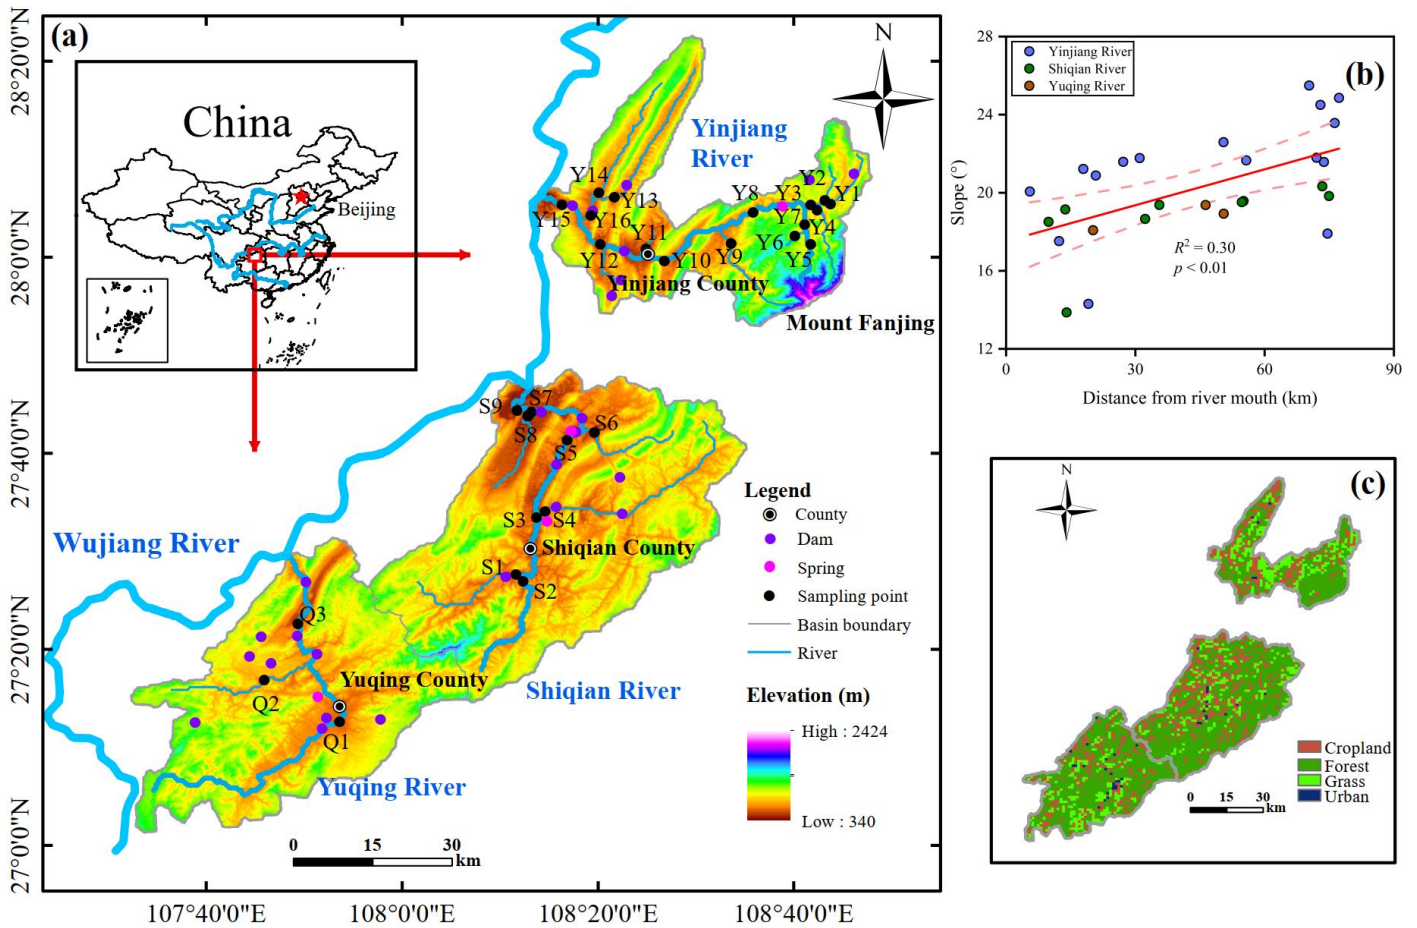 (a)
28°20'0"N
28°0'0"N
27°40'0"N
27°20'0"N
27°0'0"N
107°40'0"E
108°0'0"E
108°20'0"E
108°40'0"E
China
Beijing
N
Yinjiang
River
Y14
Y13
Y15
Y16
Y11
Y12
Y10
Y8
Y9
Y3
Y2
Y1
Y7
Y4
Y6
Y5
Yinjiang County
Mount Fanjing
S9
S7
S8
S6
S5
S3
S4
Shiqian County
S1
S2
Wujiang River
Q3
Yuqing County
Q2
Q1
Shiqian River
Yuqing River
Legend
County
Dam
Spring
Sampling point
Basin boundary
River
Elevation (m)
High : 2424
Low : 340
0 15 30
km
(b)
Yinjiang River
Shiqian River
Yuqing River
28
24
20
16
12
Slope (°)
R² = 0.30
p < 0.01
0 30 60 90
Distance from river mouth (km)
(c)
N
Cropland
Forest
Grass
Urban
0 15 30
km